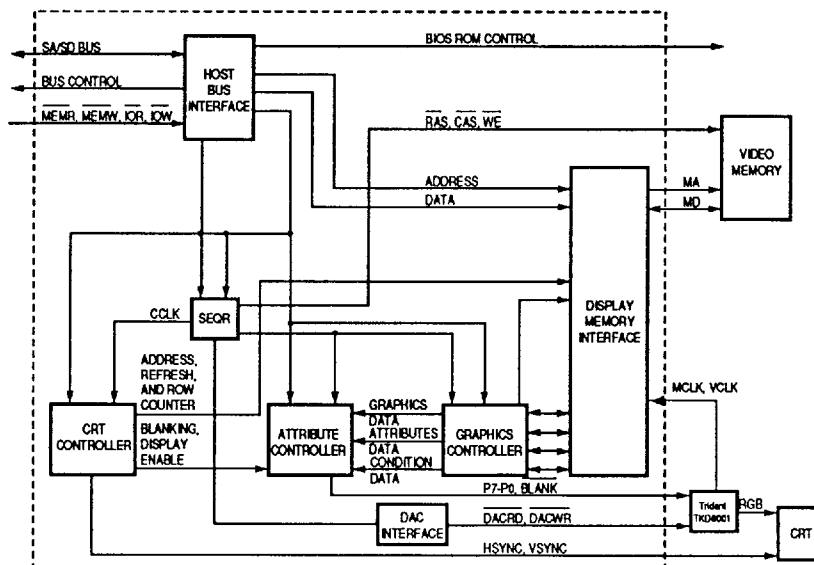 SA/SD BUS
BUS CONTROL
MEMR, MEMW, IOR, IOW
HOST
BUS
INTERFACE
BIOS ROM CONTROL
RAS, CAS, WE
VIDEO
MEMORY
ADDRESS
DATA
MA
MD
DISPLAY
MEMORY
INTERFACE
CCLK
SEQR
ADDRESS,
REFRESH,
AND ROW
COUNTER
MCLK, VCLK
CRT
CONTROLLER
BLANKING,
DISPLAY
ENABLE
ATTRIBUTE
CONTROLLER
GRAPHICS
DATA
ATTRIBUTES
DATA
CONDITION
DATA
GRAPHICS
CONTROLLER
P7-P0, BLANK
Trident
TKD8001
RGB
DAC
INTERFACE
DACRD, DACWR
CRT
HSYNC, VSYNC